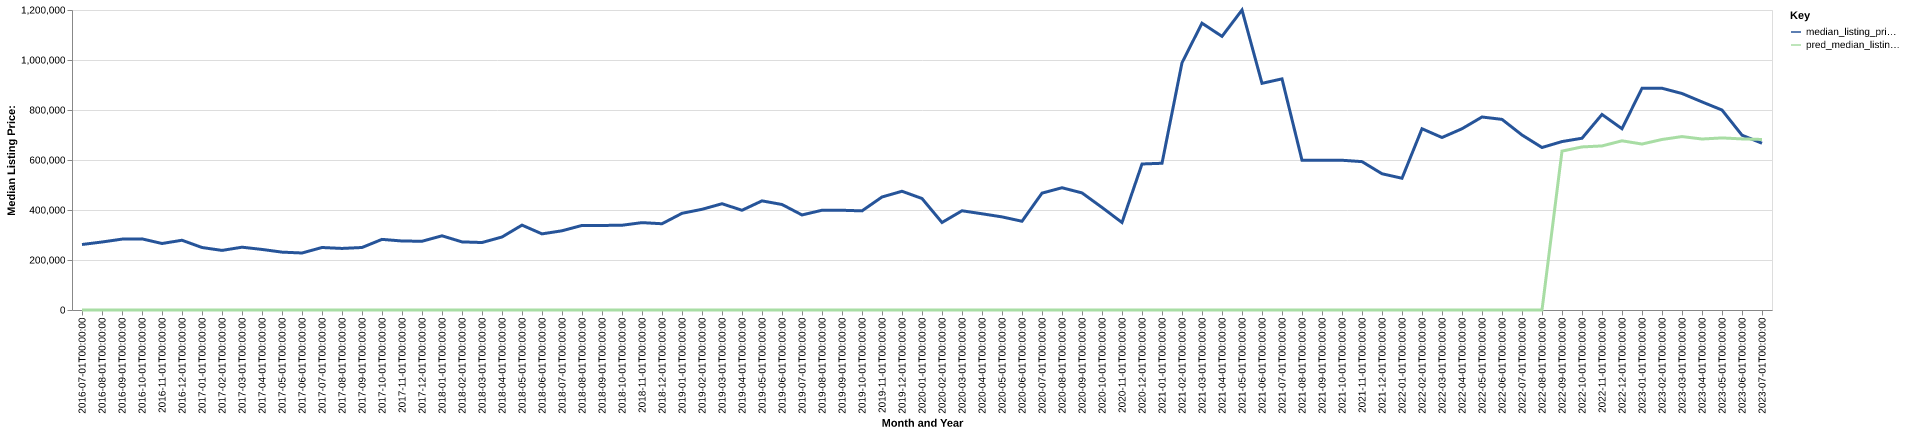 Median Listing Price:
1,200,000
1,000,000
800,000
600,000
400,000
200,000
0
2016-07-01T00:00:00
2016-08-01T00:00:00
2016-09-01T00:00:00
2016-10-01T00:00:00
2016-11-01T00:00:00
2016-12-01T00:00:00
2017-01-01T00:00:00
2017-02-01T00:00:00
2017-03-01T00:00:00
2017-04-01T00:00:00
2017-05-01T00:00:00
2017-06-01T00:00:00
2017-07-01T00:00:00
2017-08-01T00:00:00
2017-09-01T00:00:00
2017-10-01T00:00:00
2017-11-01T00:00:00
2017-12-01T00:00:00
2018-01-01T00:00:00
2018-02-01T00:00:00
2018-03-01T00:00:00
2018-04-01T00:00:00
2018-05-01T00:00:00
2018-06-01T00:00:00
2018-07-01T00:00:00
2018-08-01T00:00:00
2018-09-01T00:00:00
2018-10-01T00:00:00
2018-11-01T00:00:00
2018-12-01T00:00:00
2019-01-01T00:00:00
2019-02-01T00:00:00
2019-03-01T00:00:00
2019-04-01T00:00:00
2019-05-01T00:00:00
2019-06-01T00:00:00
2019-07-01T00:00:00
2019-08-01T00:00:00
2019-09-01T00:00:00
2019-10-01T00:00:00
2019-11-01T00:00:00
2019-12-01T00:00:00
2020-01-01T00:00:00
2020-02-01T00:00:00
2020-03-01T00:00:00
2020-04-01T00:00:00
2020-05-01T00:00:00
2020-06-01T00:00:00
2020-07-01T00:00:00
2020-08-01T00:00:00
2020-09-01T00:00:00
2020-10-01T00:00:00
2020-11-01T00:00:00
2020-12-01T00:00:00
2021-01-01T00:00:00
2021-02-01T00:00:00
2021-03-01T00:00:00
2021-04-01T00:00:00
2021-05-01T00:00:00
2021-06-01T00:00:00
2021-07-01T00:00:00
2021-08-01T00:00:00
2021-09-01T00:00:00
2021-10-01T00:00:00
2021-11-01T00:00:00
2021-12-01T00:00:00
2022-01-01T00:00:00
2022-02-01T00:00:00
2022-03-01T00:00:00
2022-04-01T00:00:00
2022-05-01T00:00:00
2022-06-01T00:00:00
2022-07-01T00:00:00
2022-08-01T00:00:00
2022-09-01T00:00:00
2022-10-01T00:00:00
2022-11-01T00:00:00
2022-12-01T00:00:00
2023-01-01T00:00:00
2023-02-01T00:00:00
2023-03-01T00:00:00
2023-04-01T00:00:00
2023-05-01T00:00:00
2023-06-01T00:00:00
2023-07-01T00:00:00
Month and Year
Key
median_listing_pri…
pred_median_listin…